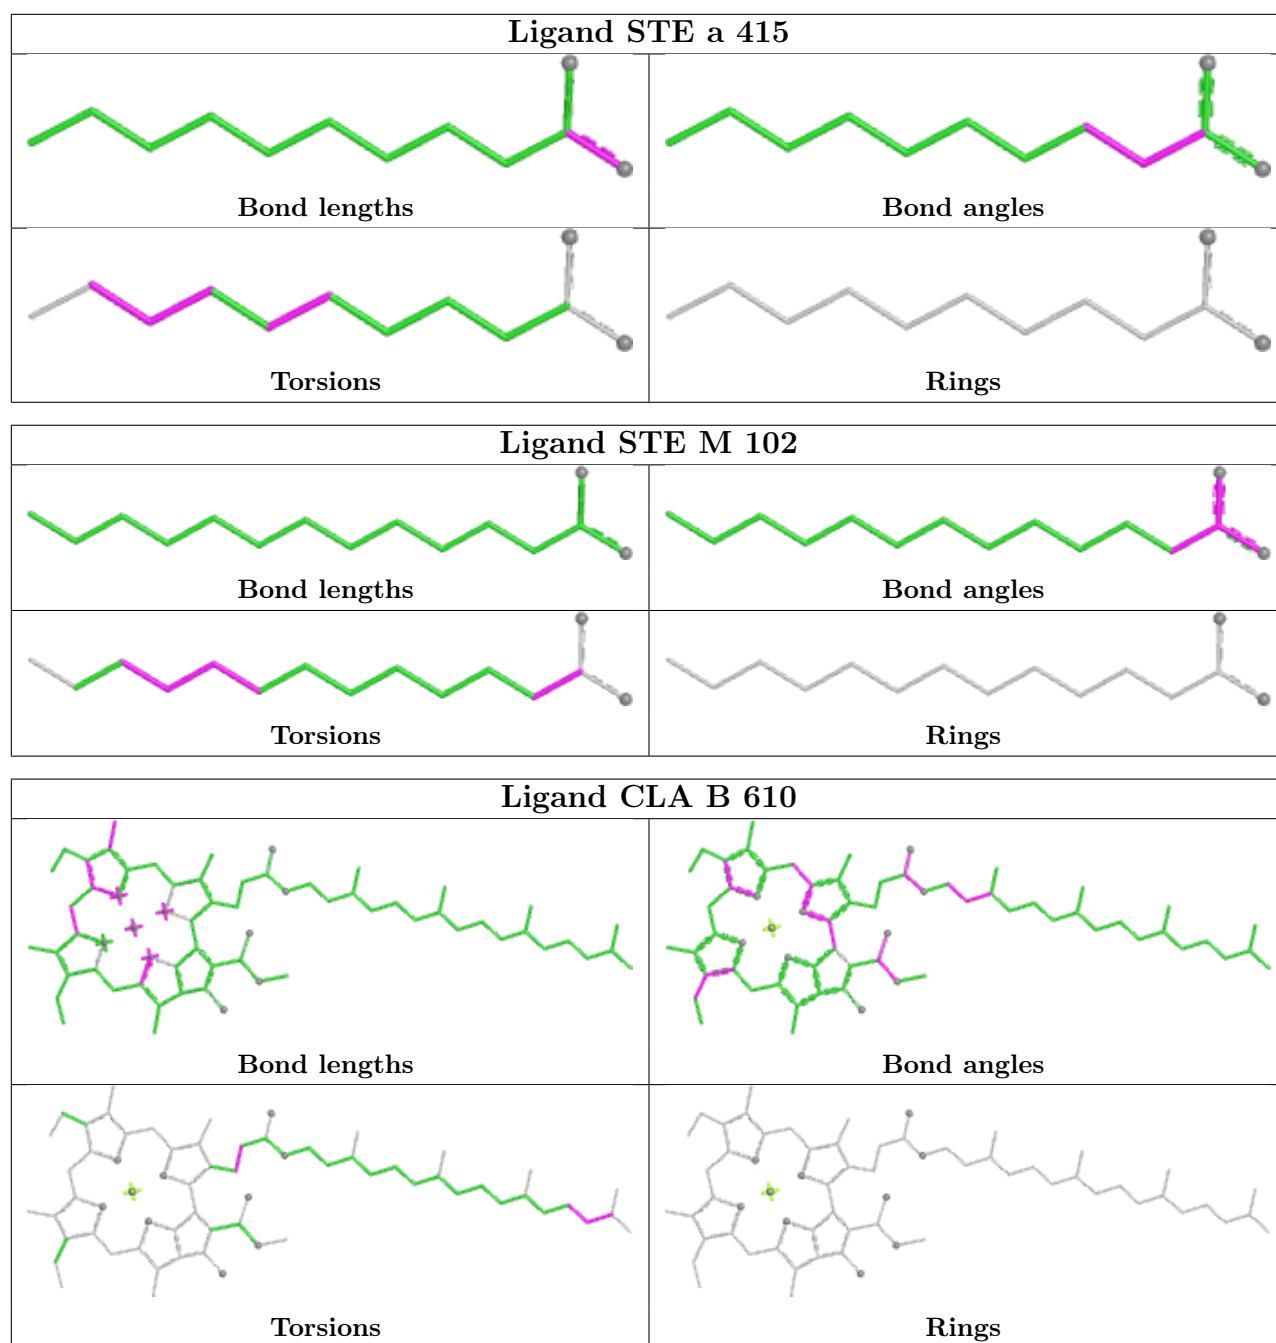 Ligand STE a 415
Bond lengths
Bond angles
Torsions
Rings
Ligand STE M 102
Bond lengths
Bond angles
Torsions
Rings
Ligand CLA B 610
Bond lengths
Bond angles
Torsions
Rings